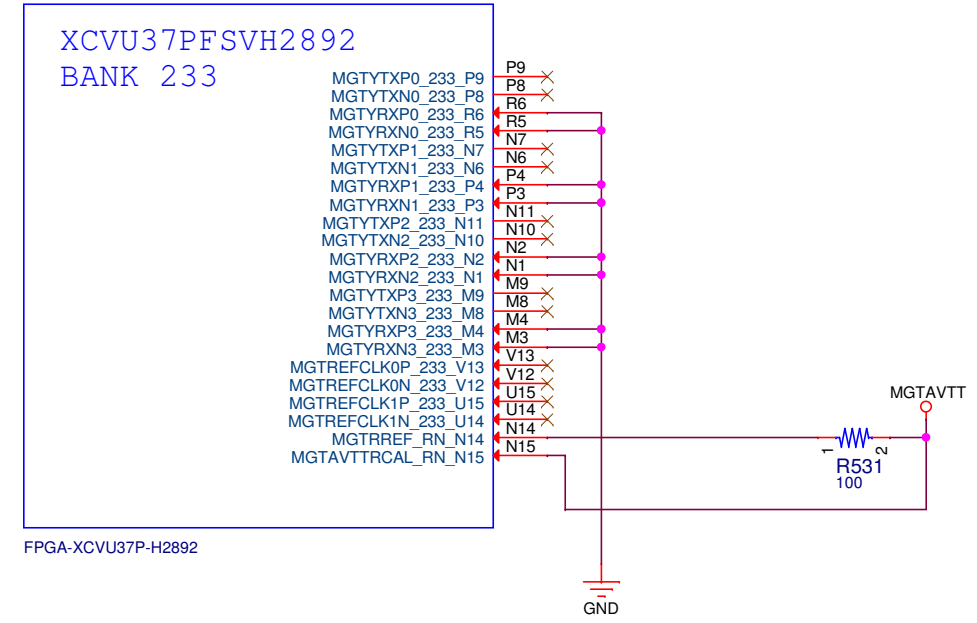 XCVU37PFSVH2892
BANK 233
MGTYTXP0_233_P9 P9
MGTYTXN0_233_P8 P8
MGTYRXP0_233_R6 R6
MGTYRXN0_233_R5 R5
MGTYTXP1_233_N7 N7
MGTYTXN1_233_N6 N6
MGTYRXP1_233_P4 P4
MGTYRXN1_233_P3 P3
MGTYTXP2_233_N11 N11
MGTYTXN2_233_N10 N10
MGTYRXP2_233_N2 N2
MGTYRXN2_233_N1 N1
MGTYTXP3_233_M9 M9
MGTYTXN3_233_M8 M8
MGTYRXP3_233_M4 M4
MGTYRXN3_233_M3 M3
MGTREFCLK0P_233_V13 V13
MGTREFCLK0N_233_V12 V12
MGTREFCLK1P_233_U15 U15
MGTREFCLK1N_233_U14 U14
MGTRREF_RN_N14 N14
MGTAVTTRCAL_RN_N15 N15
MGTAVTT
1 2
R531
100
FPGA-XCVU37P-H2892
GND